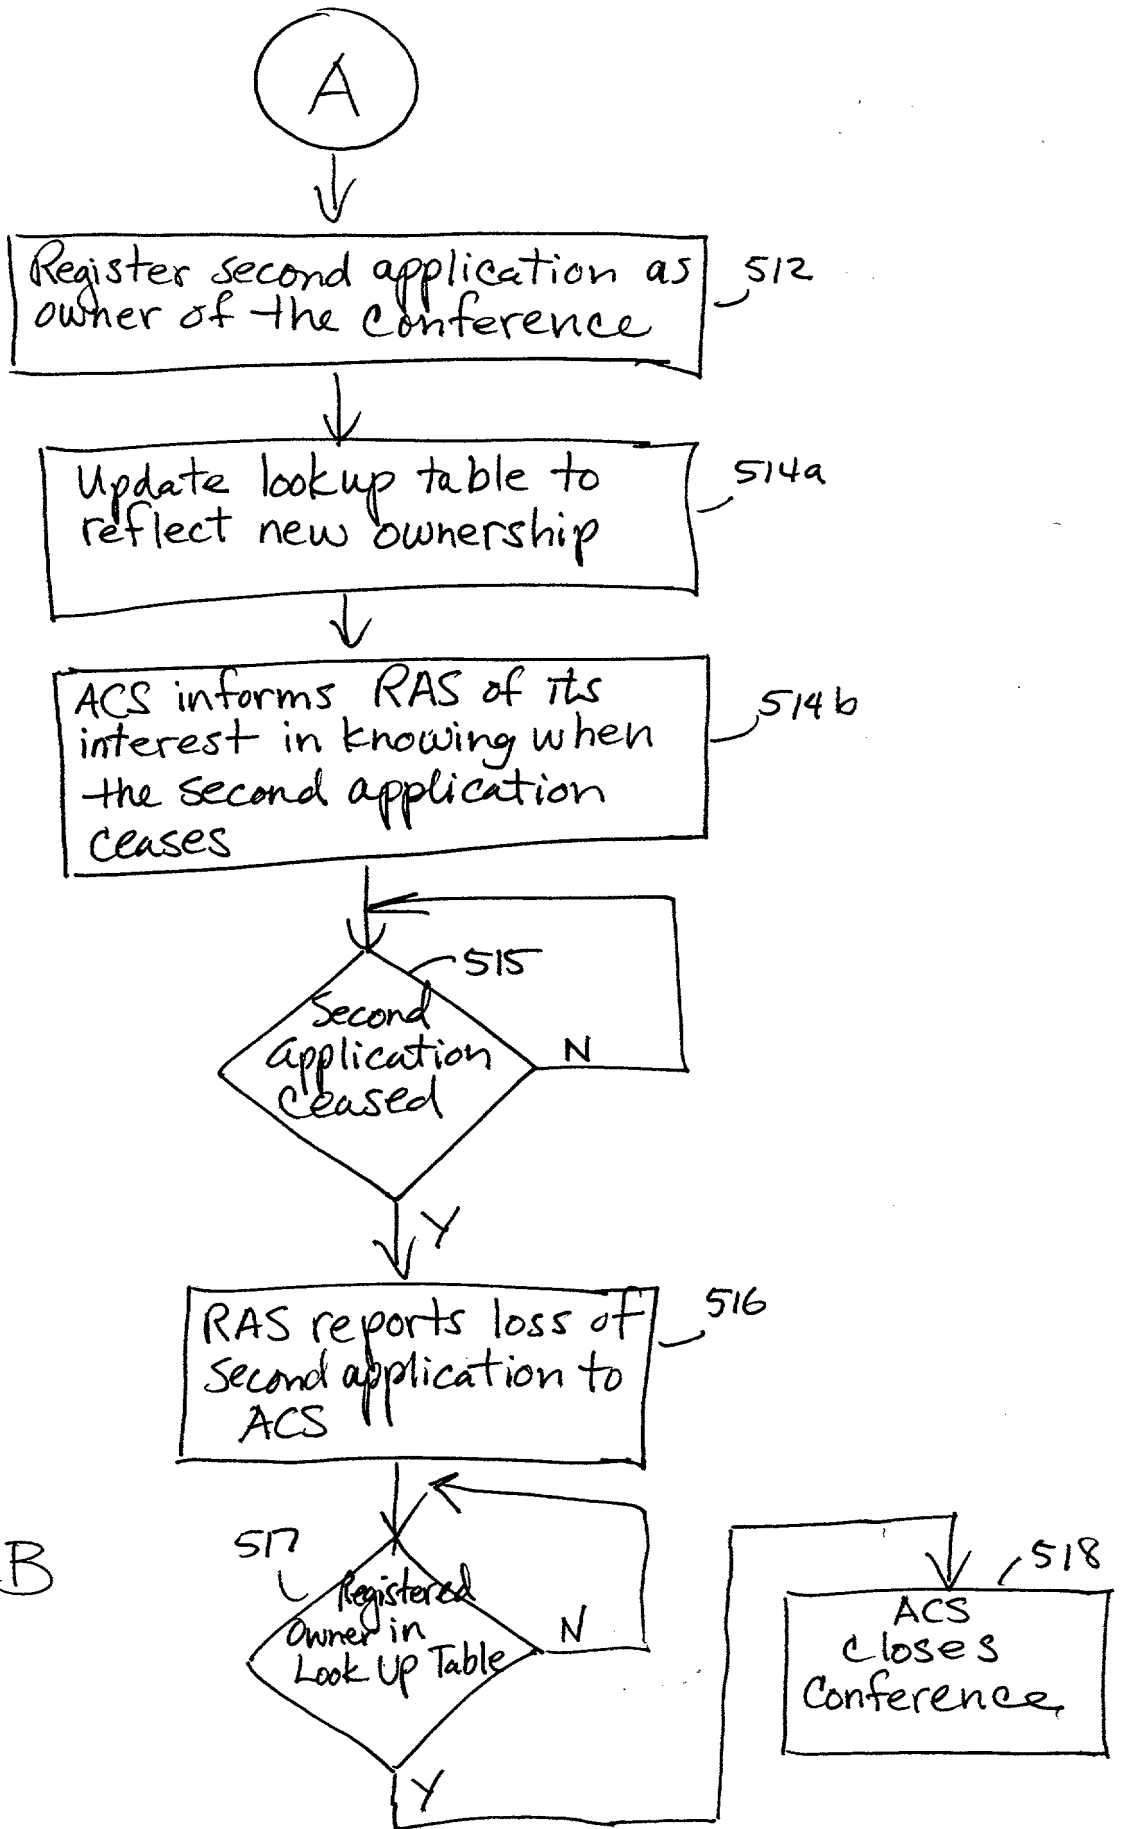 A
Register second application as
owner of the conference
512
Update lookup table to
reflect new ownership
514a
ACS informs RAS of its
interest in knowing when
the second application
ceases
514b
515
Second
application
ceased
N
Y
RAS reports loss of
second application to
ACS
516
B
517
Registered
Owner in
Look Up Table
N
Y
518
ACS
Closes
Conference